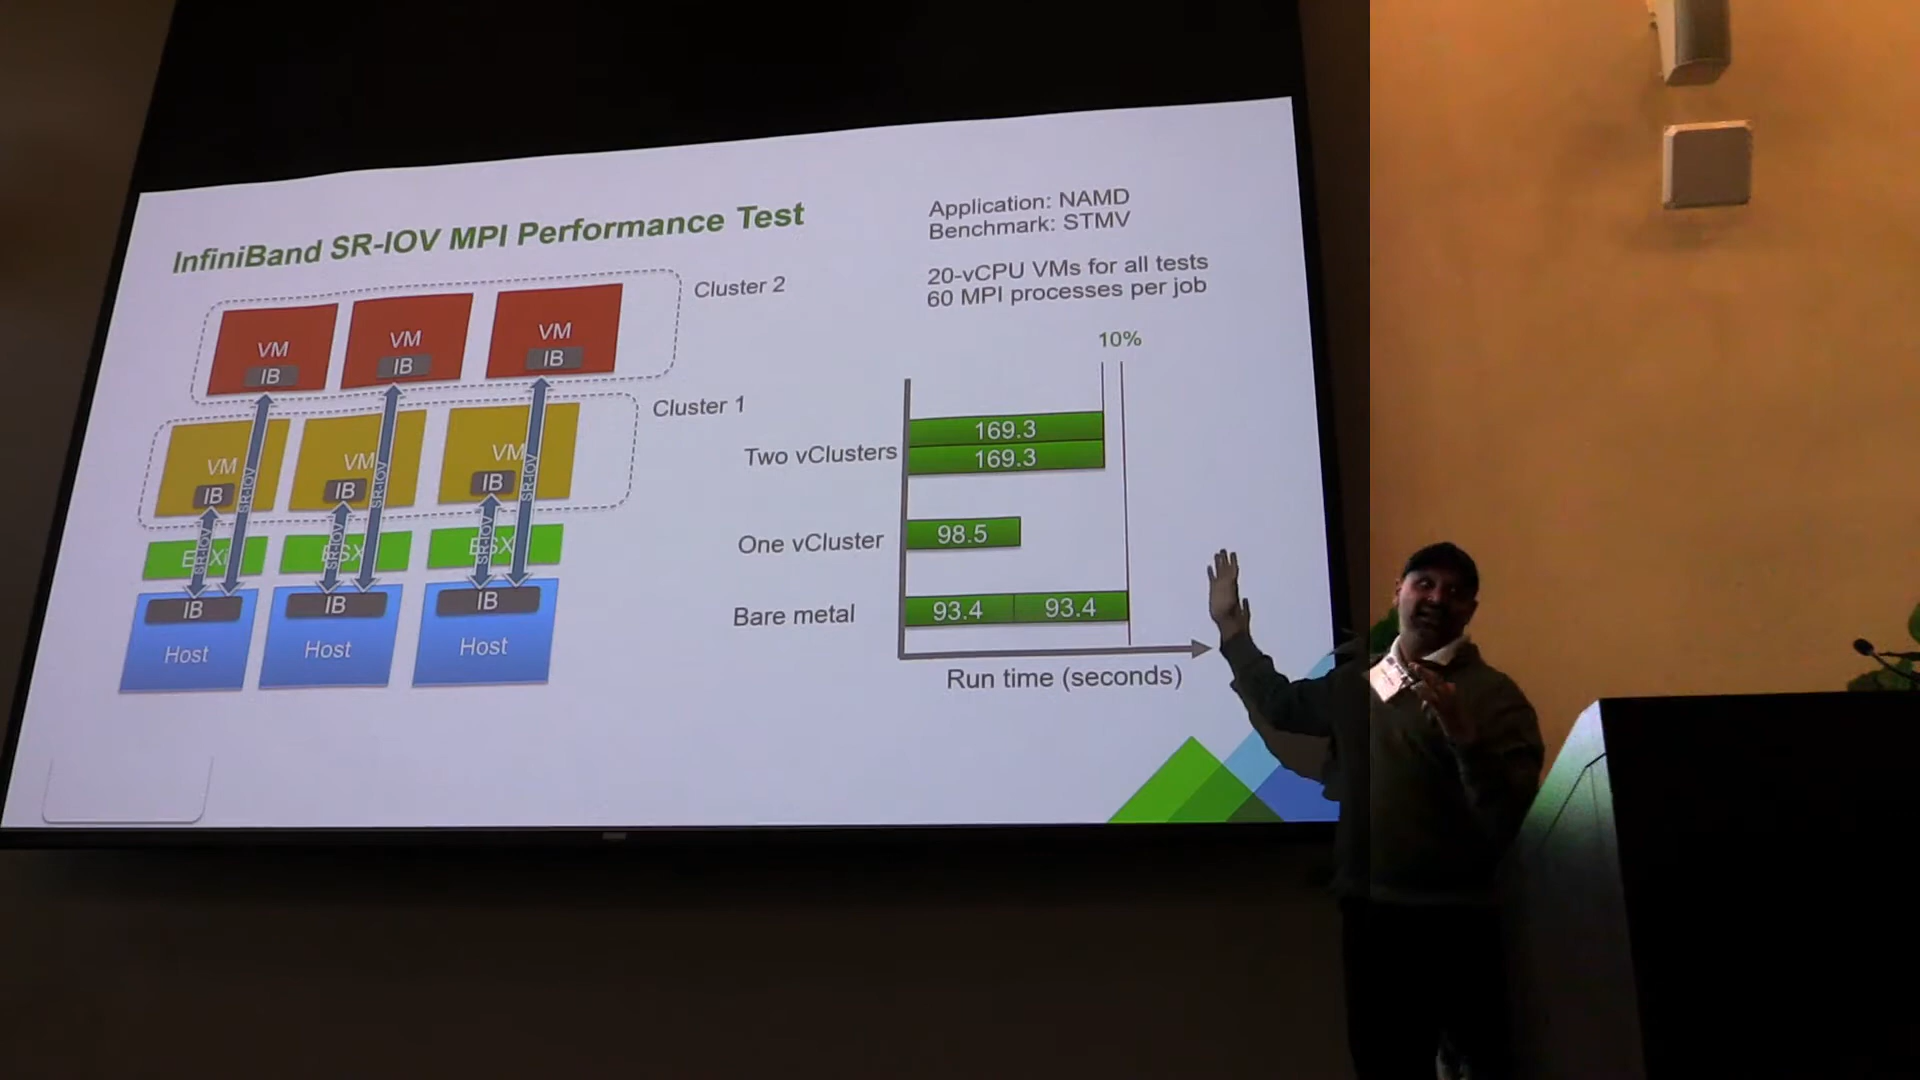 InfiniBand SR-IOV MPI Performance Test
Application: NAMD
Benchmark: STMV
20-vCPU VMs for all tests
60 MPI processes per job
Cluster 2
VM
IB
VM
IB
VM
IB
Cluster 1
VM
IB
VM
IB
VM
IB
SR-IOV
SR-IOV
SR-IOV
SR-IOV
SR-IOV
SR-IOV
ESXi
ESX
ESX
IB
Host
IB
Host
IB
Host
10%
Two vClusters
169.3
169.3
One vCluster
98.5
Bare metal
93.4
93.4
Run time (seconds)